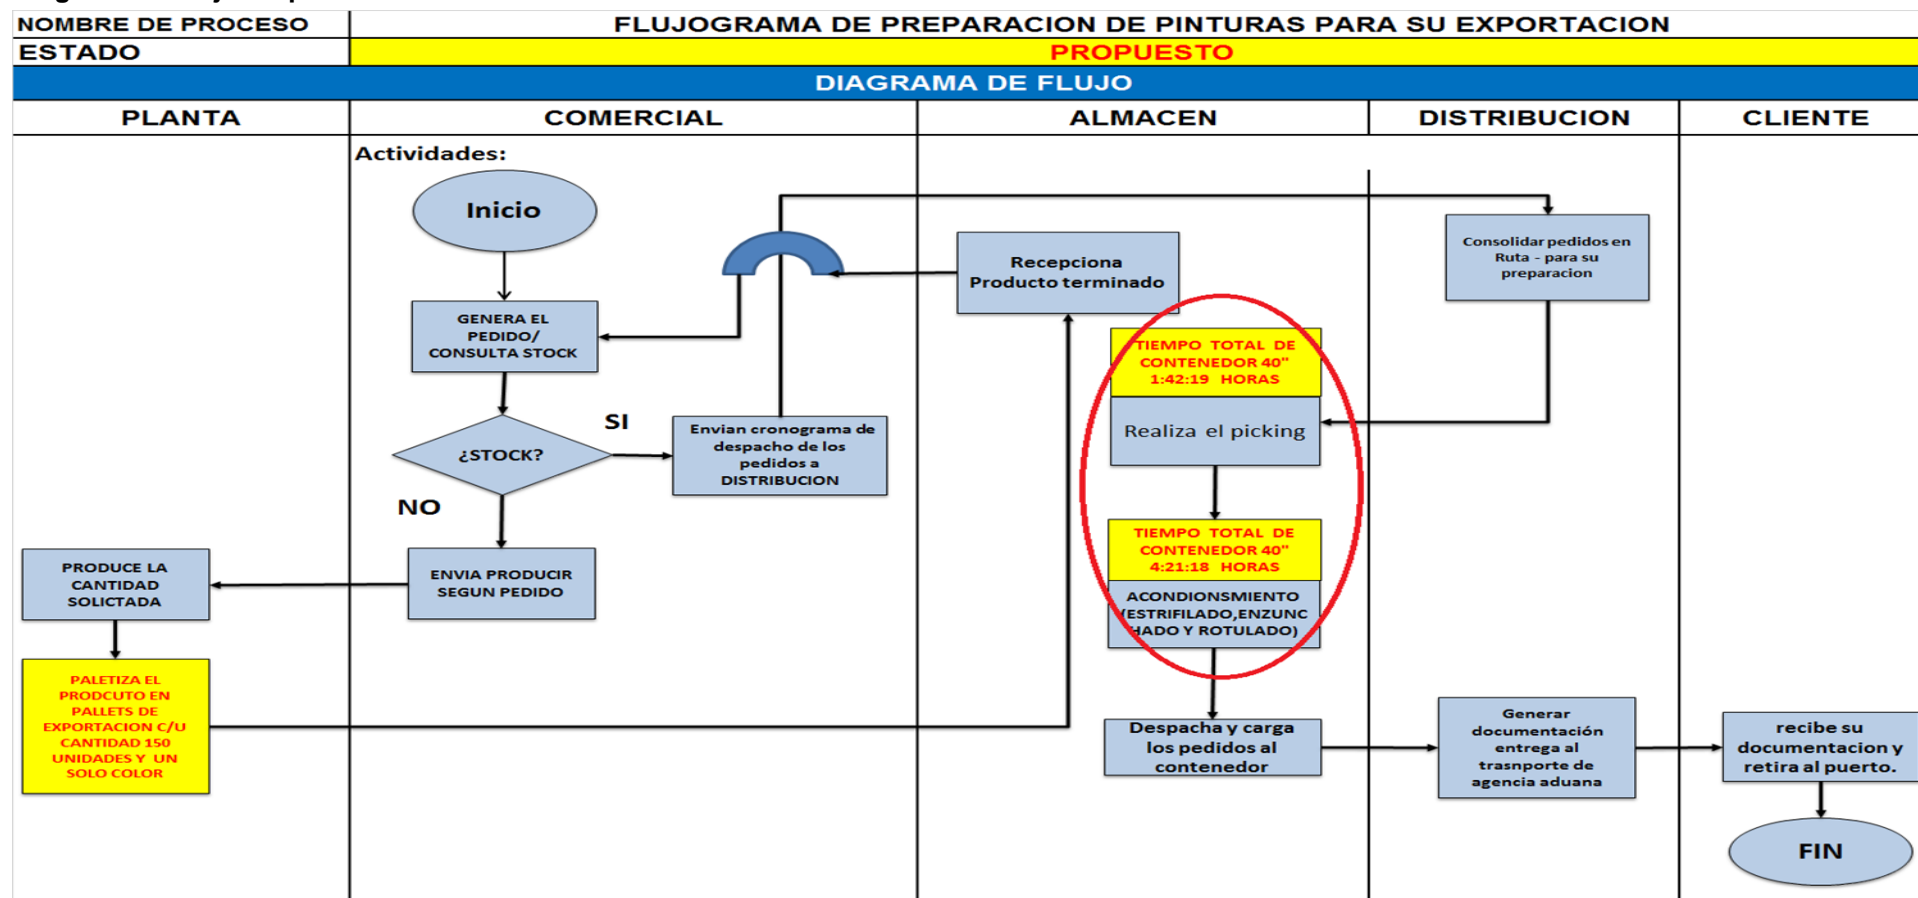 NOMBRE DE PROCESO
FLUJOGRAMA DE PREPARACION DE PINTURAS PARA SU EXPORTACION
ESTADO
PROPUESTO
DIAGRAMA DE FLUJO
PLANTA
COMERCIAL
ALMACEN
DISTRIBUCION
CLIENTE
Actividades:
Inicio
GENERA EL
PEDIDO/
CONSULTA STOCK
¿STOCK?
SI
NO
Envian cronograma de
despacho de los
pedidos a
DISTRIBUCION
ENVIA PRODUCIR
SEGUN PEDIDO
PRODUCE LA
CANTIDAD
SOLICTADA
PALETIZA EL
PRODCUTO EN
PALLETS DE
EXPORTACION C/U
CANTIDAD 150
UNIDADES Y UN
SOLO COLOR
Recepciona
Producto terminado
Consolidar pedidos en
Ruta - para su
preparacion
TIEMPO TOTAL DE
CONTENEDOR 40"
1:42:19 HORAS
Realiza el picking
TIEMPO TOTAL DE
CONTENEDOR 40"
4:21:18 HORAS
ACONDIONSMIENTO
(ESTRIFILADO,ENZUNC
HADO Y ROTULADO)
Despacha y carga
los pedidos al
contenedor
Generar
documentación
entrega al
trasnporte de
agencia aduana
recibe su
documentacion y
retira al puerto.
FIN